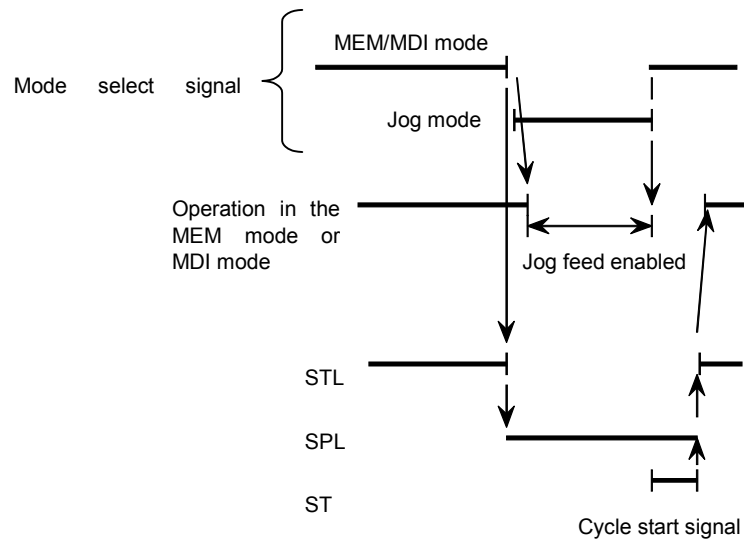 MEM/MDI mode
Mode select signal
Jog mode
Operation in the
MEM mode or
MDI mode
Jog feed enabled
STL
SPL
ST
Cycle start signal